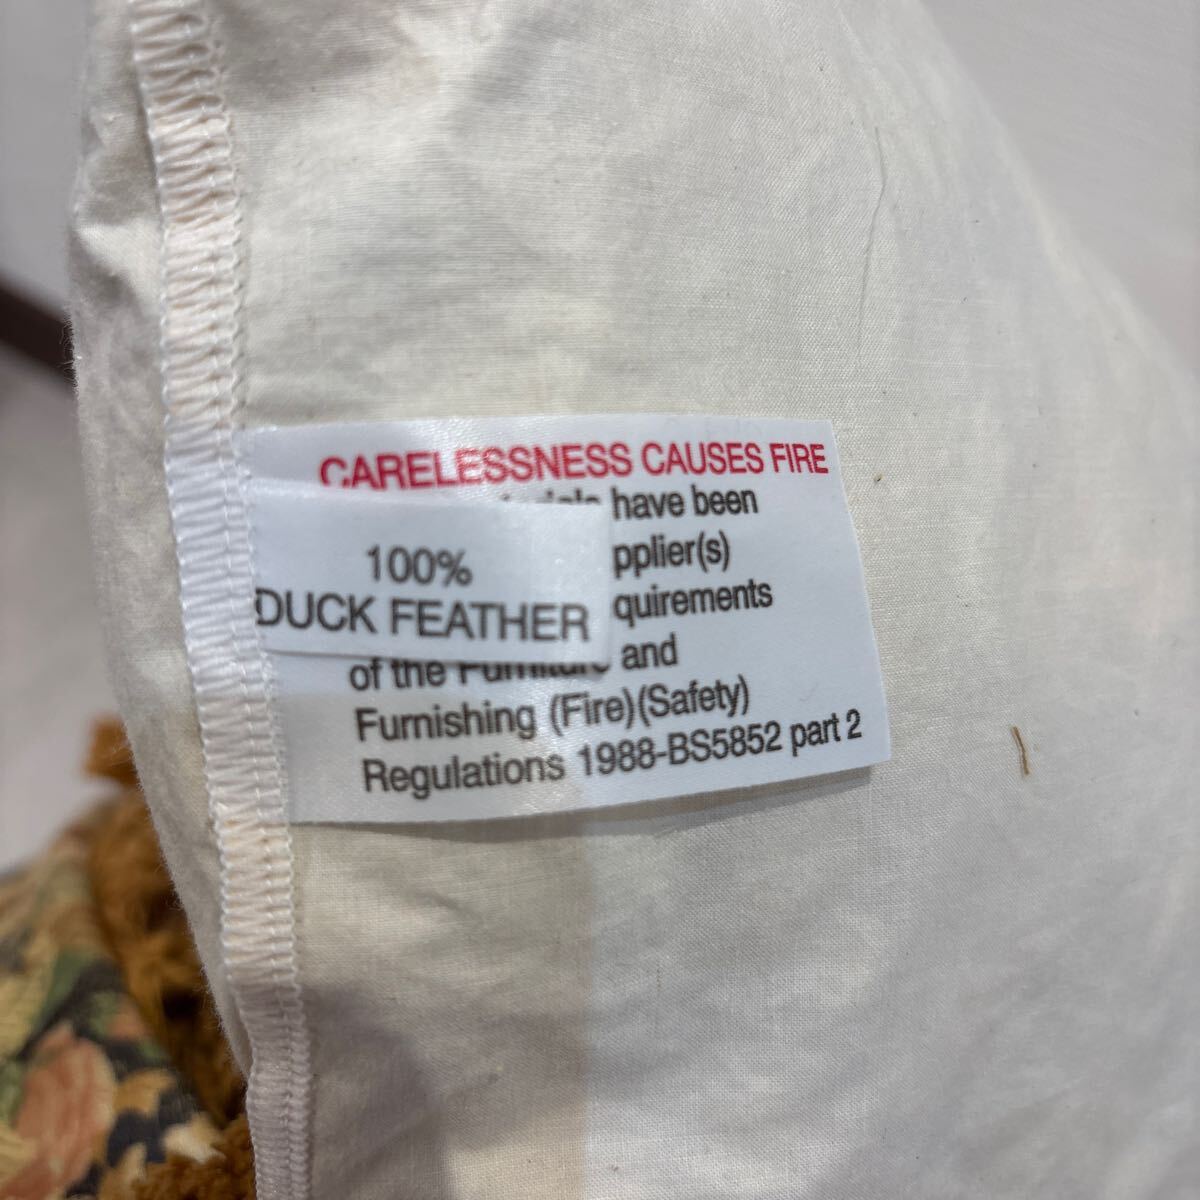 CARELESSNESS CAUSES FIRE
have been
pplier(s)
quirements
of the Furniture and
Furnishing (Fire)(Safety)
Regulations 1988-BS5852 part 2
100%
DUCK FEATHER